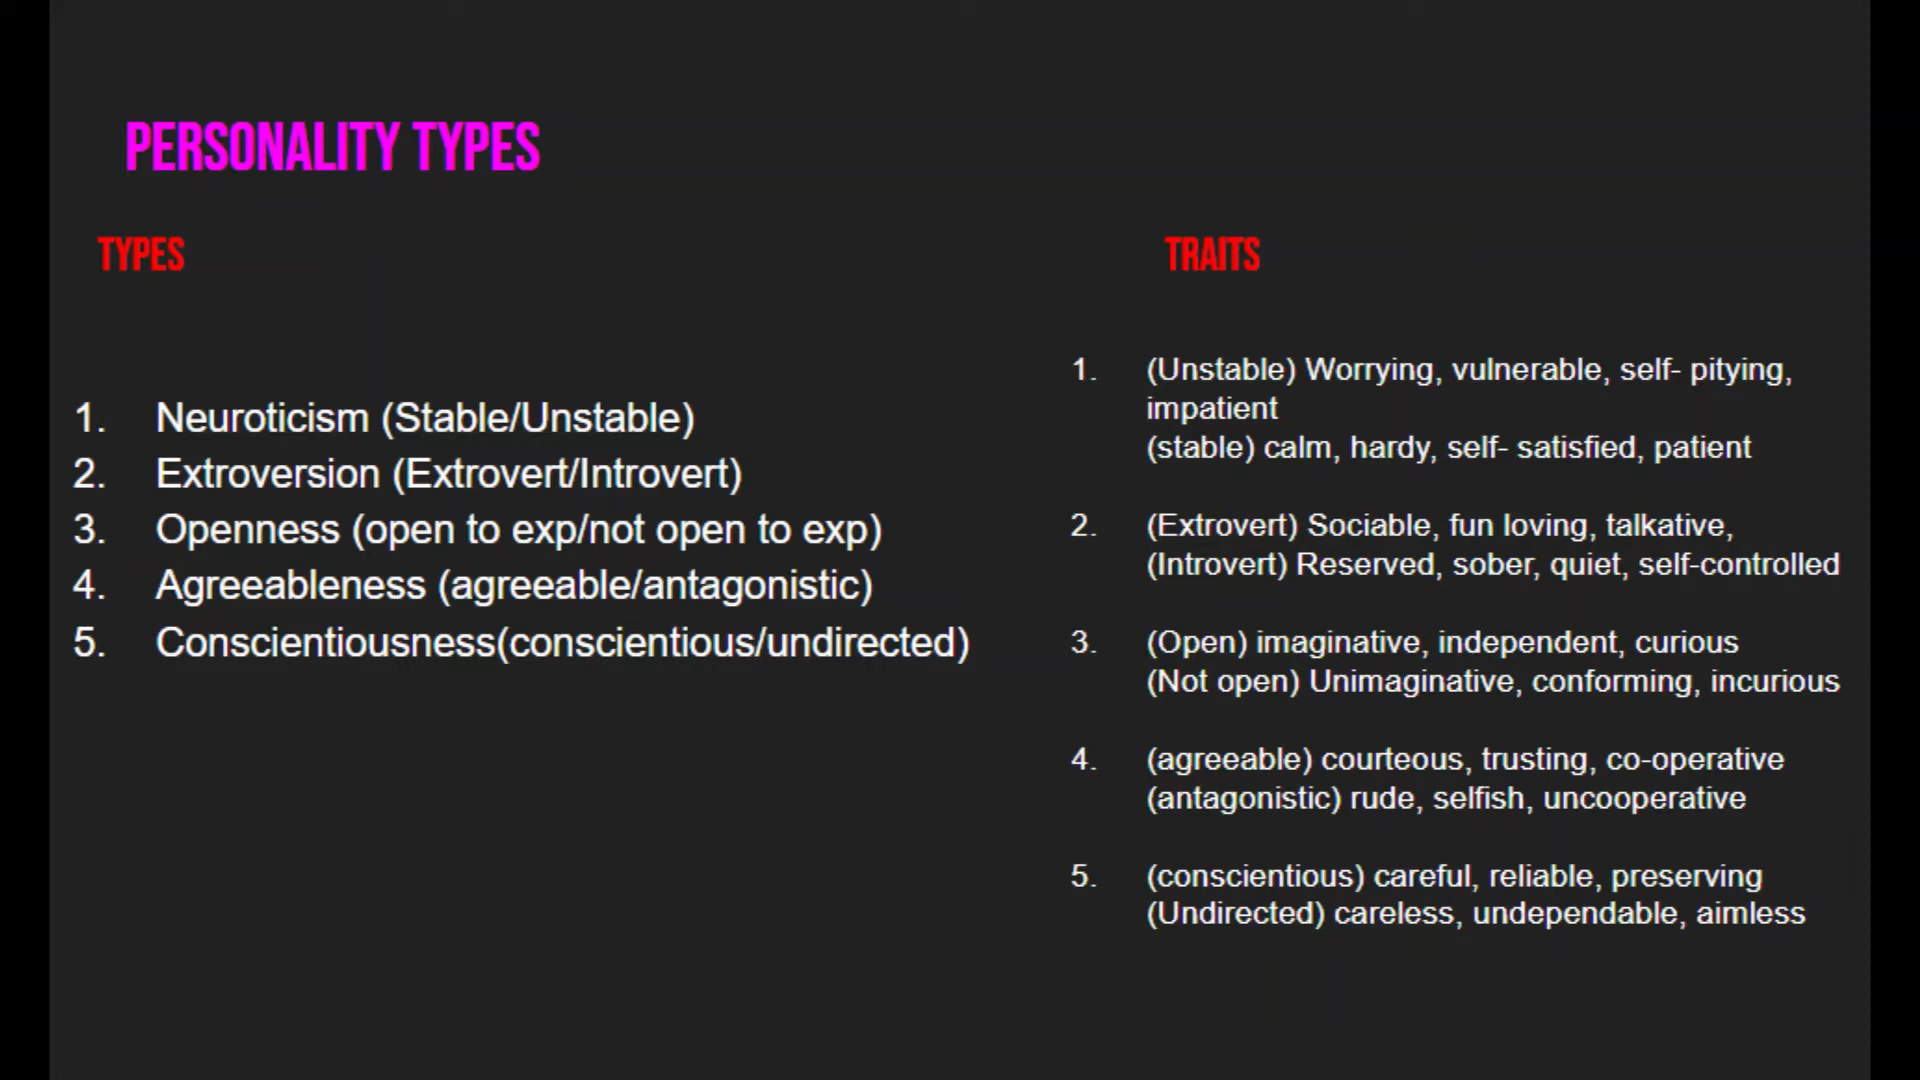 PERSONALITY TYPES
TYPES
1. Neuroticism (Stable/Unstable)
2. Extroversion (Extrovert/Introvert)
3. Openness (open to exp/not open to exp)
4. Agreeableness (agreeable/antagonistic)
5. Conscientiousness(conscientious/undirected)
TRAITS
1. (Unstable) Worrying, vulnerable, self- pitying,
impatient
(stable) calm, hardy, self- satisfied, patient
2. (Extrovert) Sociable, fun loving, talkative,
(Introvert) Reserved, sober, quiet, self-controlled
3. (Open) imaginative, independent, curious
(Not open) Unimaginative, conforming, incurious
4. (agreeable) courteous, trusting, co-operative
(antagonistic) rude, selfish, uncooperative
5. (conscientious) careful, reliable, preserving
(Undirected) careless, undependable, aimless